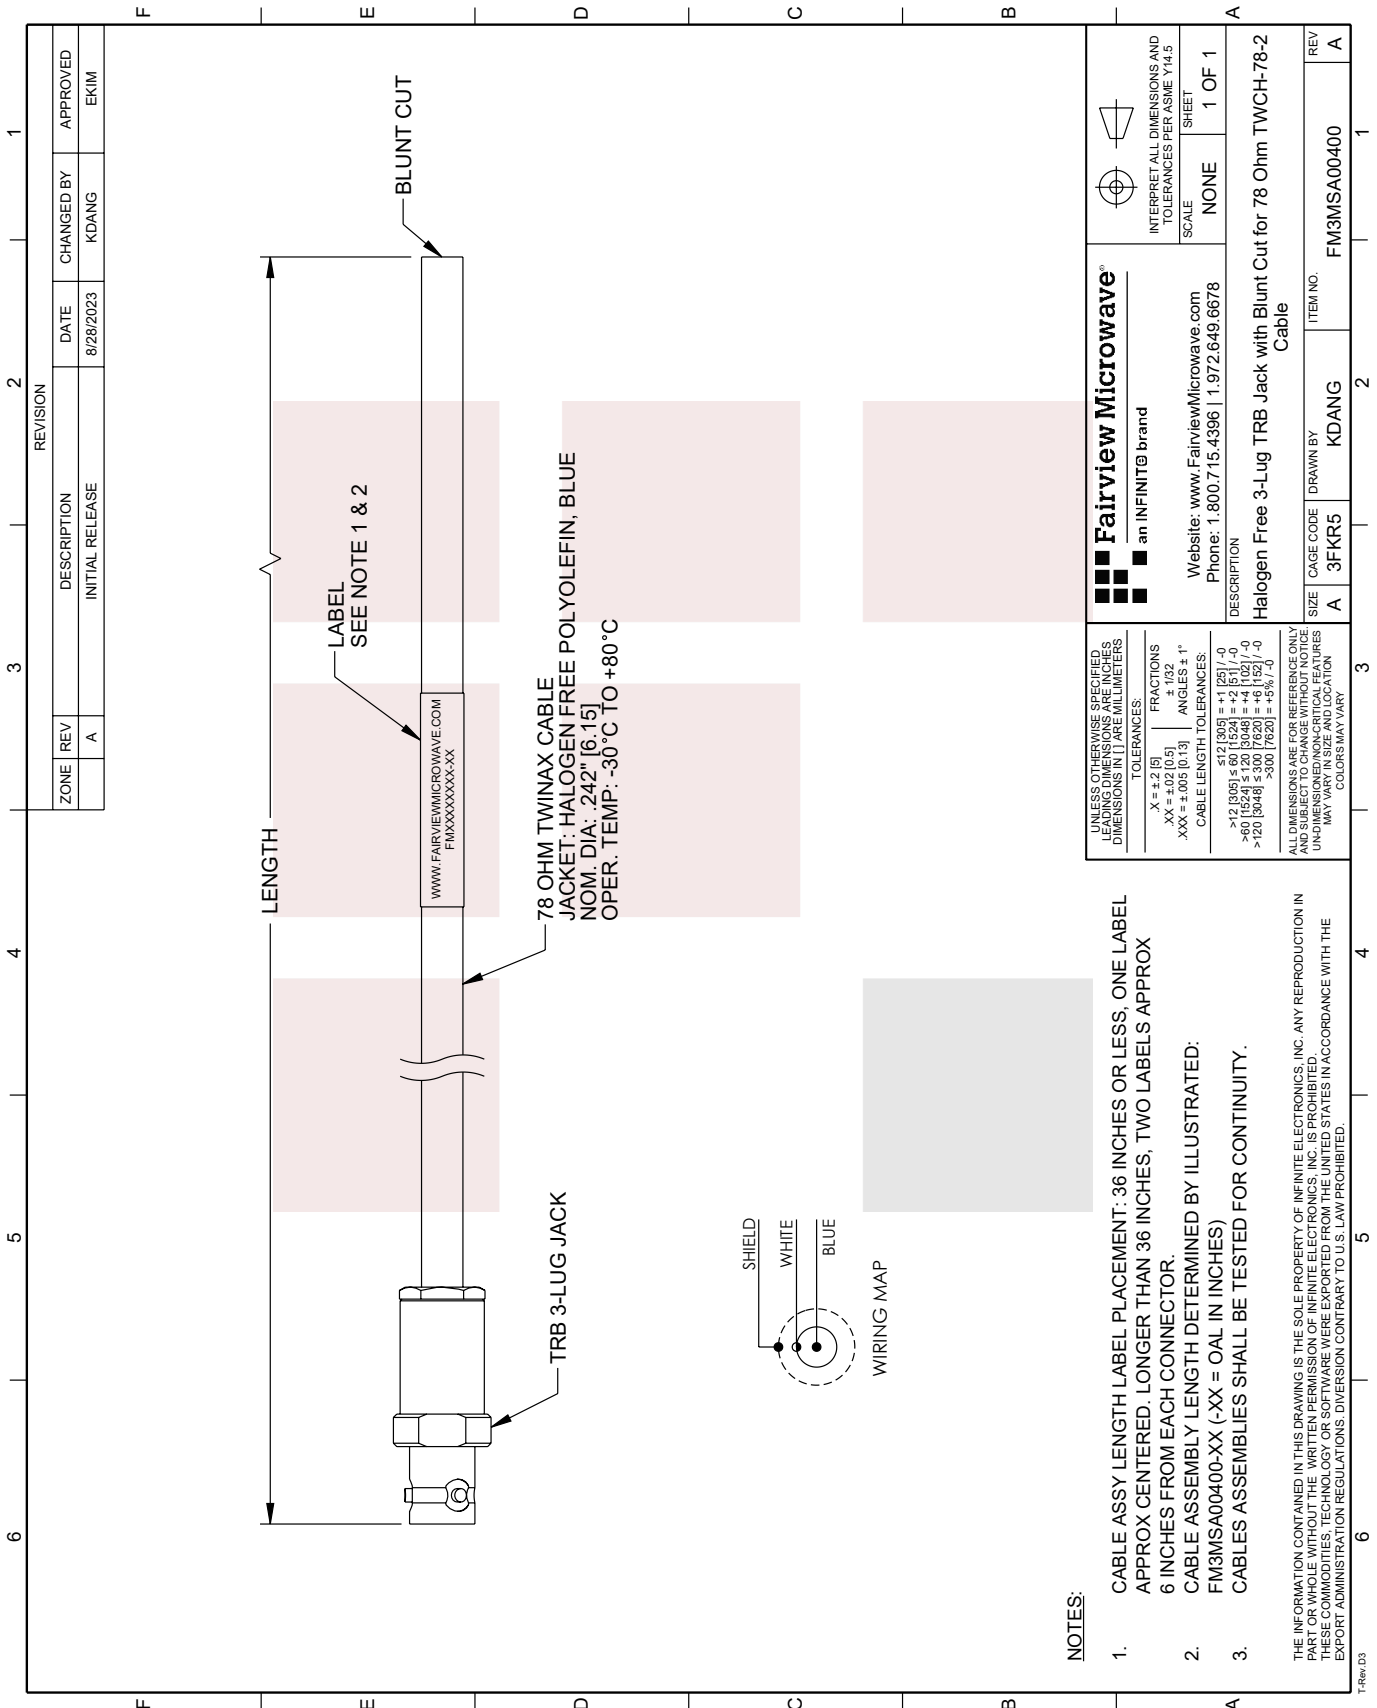 REVISION
ZONE REV DESCRIPTION DATE CHANGED BY APPROVED
A INITIAL RELEASE 8/28/2023 KDANG EKIM
6 5 4 3 2 1
F
E
D
C
B
A
LENGTH
LABEL
SEE NOTE 1 & 2
BLUNT CUT
WWW.FAIRVIEWMICROWAVE.COM
FMXXXXXXXX-XX
78 OHM TWINAX CABLE
JACKET: HALOGEN FREE POLYOLEFIN, BLUE
NOM. DIA: .242" [6.15]
OPER. TEMP: -30°C TO +80°C
TRB 3-LUG JACK
SHIELD
WHITE
BLUE
WIRING MAP
NOTES:
1. CABLE ASSY LENGTH LABEL PLACEMENT: 36 INCHES OR LESS, ONE LABEL
APPROX CENTERED. LONGER THAN 36 INCHES, TWO LABELS APPROX
6 INCHES FROM EACH CONNECTOR.
2. CABLE ASSEMBLY LENGTH DETERMINED BY ILLUSTRATED:
FM3MSA00400-XX (-XX = OAL IN INCHES)
3. CABLES ASSEMBLIES SHALL BE TESTED FOR CONTINUITY.
THE INFORMATION CONTAINED IN THIS DRAWING IS THE SOLE PROPERTY OF INFINITE ELECTRONICS, INC. ANY REPRODUCTION IN
PART OR WHOLE WITHOUT THE WRITTEN PERMISSION OF INFINITE ELECTRONICS, INC. IS PROHIBITED.
THESE COMMODITIES, TECHNOLOGY OR SOFTWARE WERE EXPORTED FROM THE UNITED STATES IN ACCORDANCE WITH THE
EXPORT ADMINISTRATION REGULATIONS. DIVERSION CONTRARY TO U.S. LAW PROHIBITED.
UNLESS OTHERWISE SPECIFIED
LEADING DIMENSIONS ARE INCHES
DIMENSIONS IN [ ] ARE MILLIMETERS
TOLERANCES:
.X = ±.2 [5] FRACTIONS
.XX = ±.02 [0.5] ± 1/32
.XXX = ±.005 [0.13] ANGLES ± 1°
CABLE LENGTH TOLERANCES:
≤12 [305] = +1 [25] / -0
>12 [305] ≤ 60 [1524] = +2 [51] / -0
>60 [1524] ≤ 120 [3048] = +4 [102] / -0
>120 [3048] ≤ 300 [7620] = +6 [152] / -0
>300 [7620] = +5% / -0
ALL DIMENSIONS ARE FOR REFERENCE ONLY
AND SUBJECT TO CHANGE WITHOUT NOTICE.
UN-DIMENSIONED/NON-CRITICAL FEATURES
MAY VARY IN SIZE AND LOCATION
COLORS MAY VARY
Fairview Microwave®
an INFINIT⊖ brand
Website: www.FairviewMicrowave.com
Phone: 1.800.715.4396 | 1.972.649.6678
INTERPRET ALL DIMENSIONS AND
TOLERANCES PER ASME Y14.5
SCALE SHEET
NONE 1 OF 1
DESCRIPTION
Halogen Free 3-Lug TRB Jack with Blunt Cut for 78 Ohm TWCH-78-2
Cable
SIZE CAGE CODE DRAWN BY ITEM NO. REV
A 3FKR5 KDANG FM3MSA00400 A
F
E
D
C
B
A
6 5 4 3 2 1
T-Rev.D3